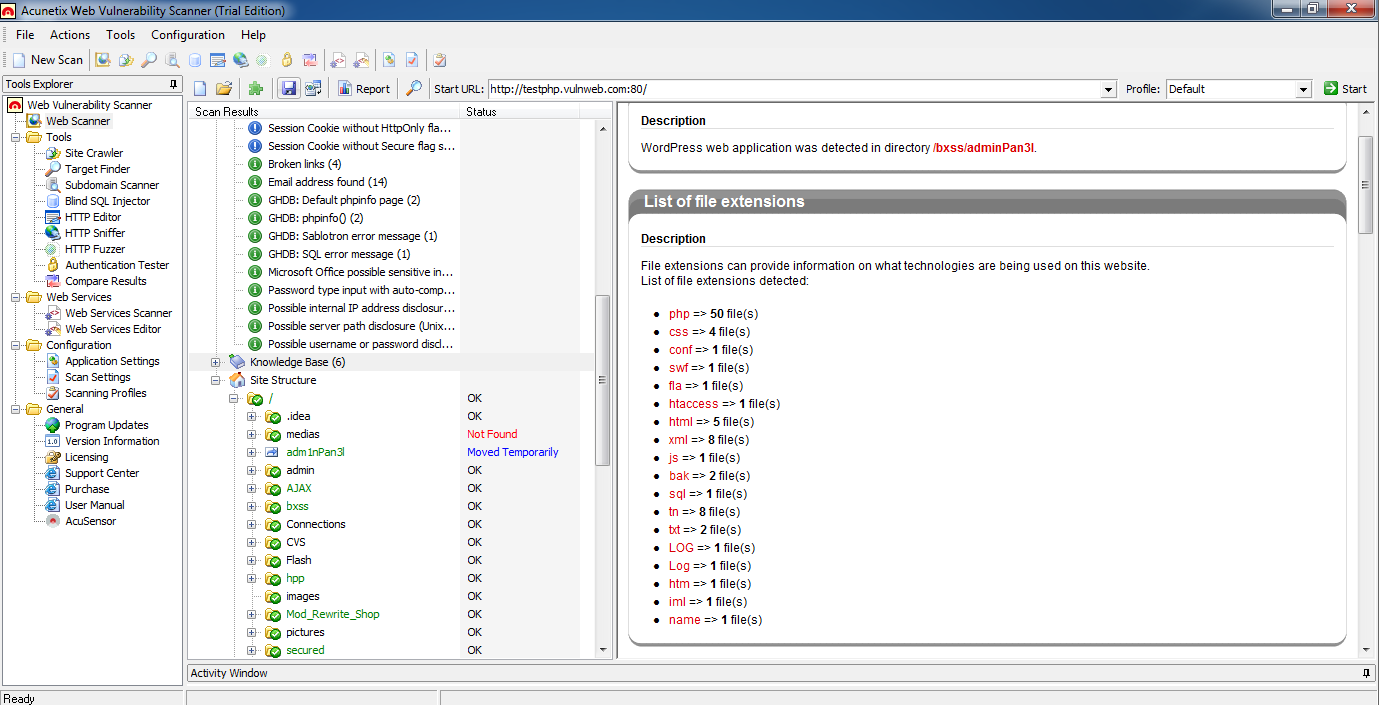 Acunetix Web Vulnerability Scanner (Trial Edition)
File Actions Tools Configuration Help
New Scan
Tools Explorer
Web Vulnerability Scanner
Web Scanner
Tools
Site Crawler
Target Finder
Subdomain Scanner
Blind SQL Injector
HTTP Editor
HTTP Sniffer
HTTP Fuzzer
Authentication Tester
Compare Results
Web Services
Web Services Scanner
Web Services Editor
Configuration
Application Settings
Scan Settings
Scanning Profiles
General
Program Updates
1.0 Version Information
Licensing
Support Center
Purchase
User Manual
AcuSensor
Report Start URL: http://testphp.vulnweb.com:80/ Profile: Default Start
Scan Results Status
Session Cookie without HttpOnly fla...
Session Cookie without Secure flag s...
Broken links (4)
Email address found (14)
GHDB: Default phpinfo page (2)
GHDB: phpinfo() (2)
GHDB: Sablotron error message (1)
GHDB: SQL error message (1)
Microsoft Office possible sensitive in...
Password type input with auto-comp...
Possible internal IP address disclosur...
Possible server path disclosure (Unix...
Possible username or password discl...
Knowledge Base (6)
Site Structure
/ OK
.idea OK
medias Not Found
adm1nPan3l Moved Temporarily
admin OK
AJAX OK
bxss OK
Connections OK
CVS OK
Flash OK
hpp OK
images OK
Mod_Rewrite_Shop OK
pictures OK
secured OK
Description
WordPress web application was detected in directory /bxss/adminPan3l.
List of file extensions
Description
File extensions can provide information on what technologies are being used on this website.
List of file extensions detected:
• php => 50 file(s)
• css => 4 file(s)
• conf => 1 file(s)
• swf => 1 file(s)
• fla => 1 file(s)
• htaccess => 1 file(s)
• html => 5 file(s)
• xml => 8 file(s)
• js => 1 file(s)
• bak => 2 file(s)
• sql => 1 file(s)
• tn => 8 file(s)
• txt => 2 file(s)
• LOG => 1 file(s)
• Log => 1 file(s)
• htm => 1 file(s)
• iml => 1 file(s)
• name => 1 file(s)
Activity Window
Ready